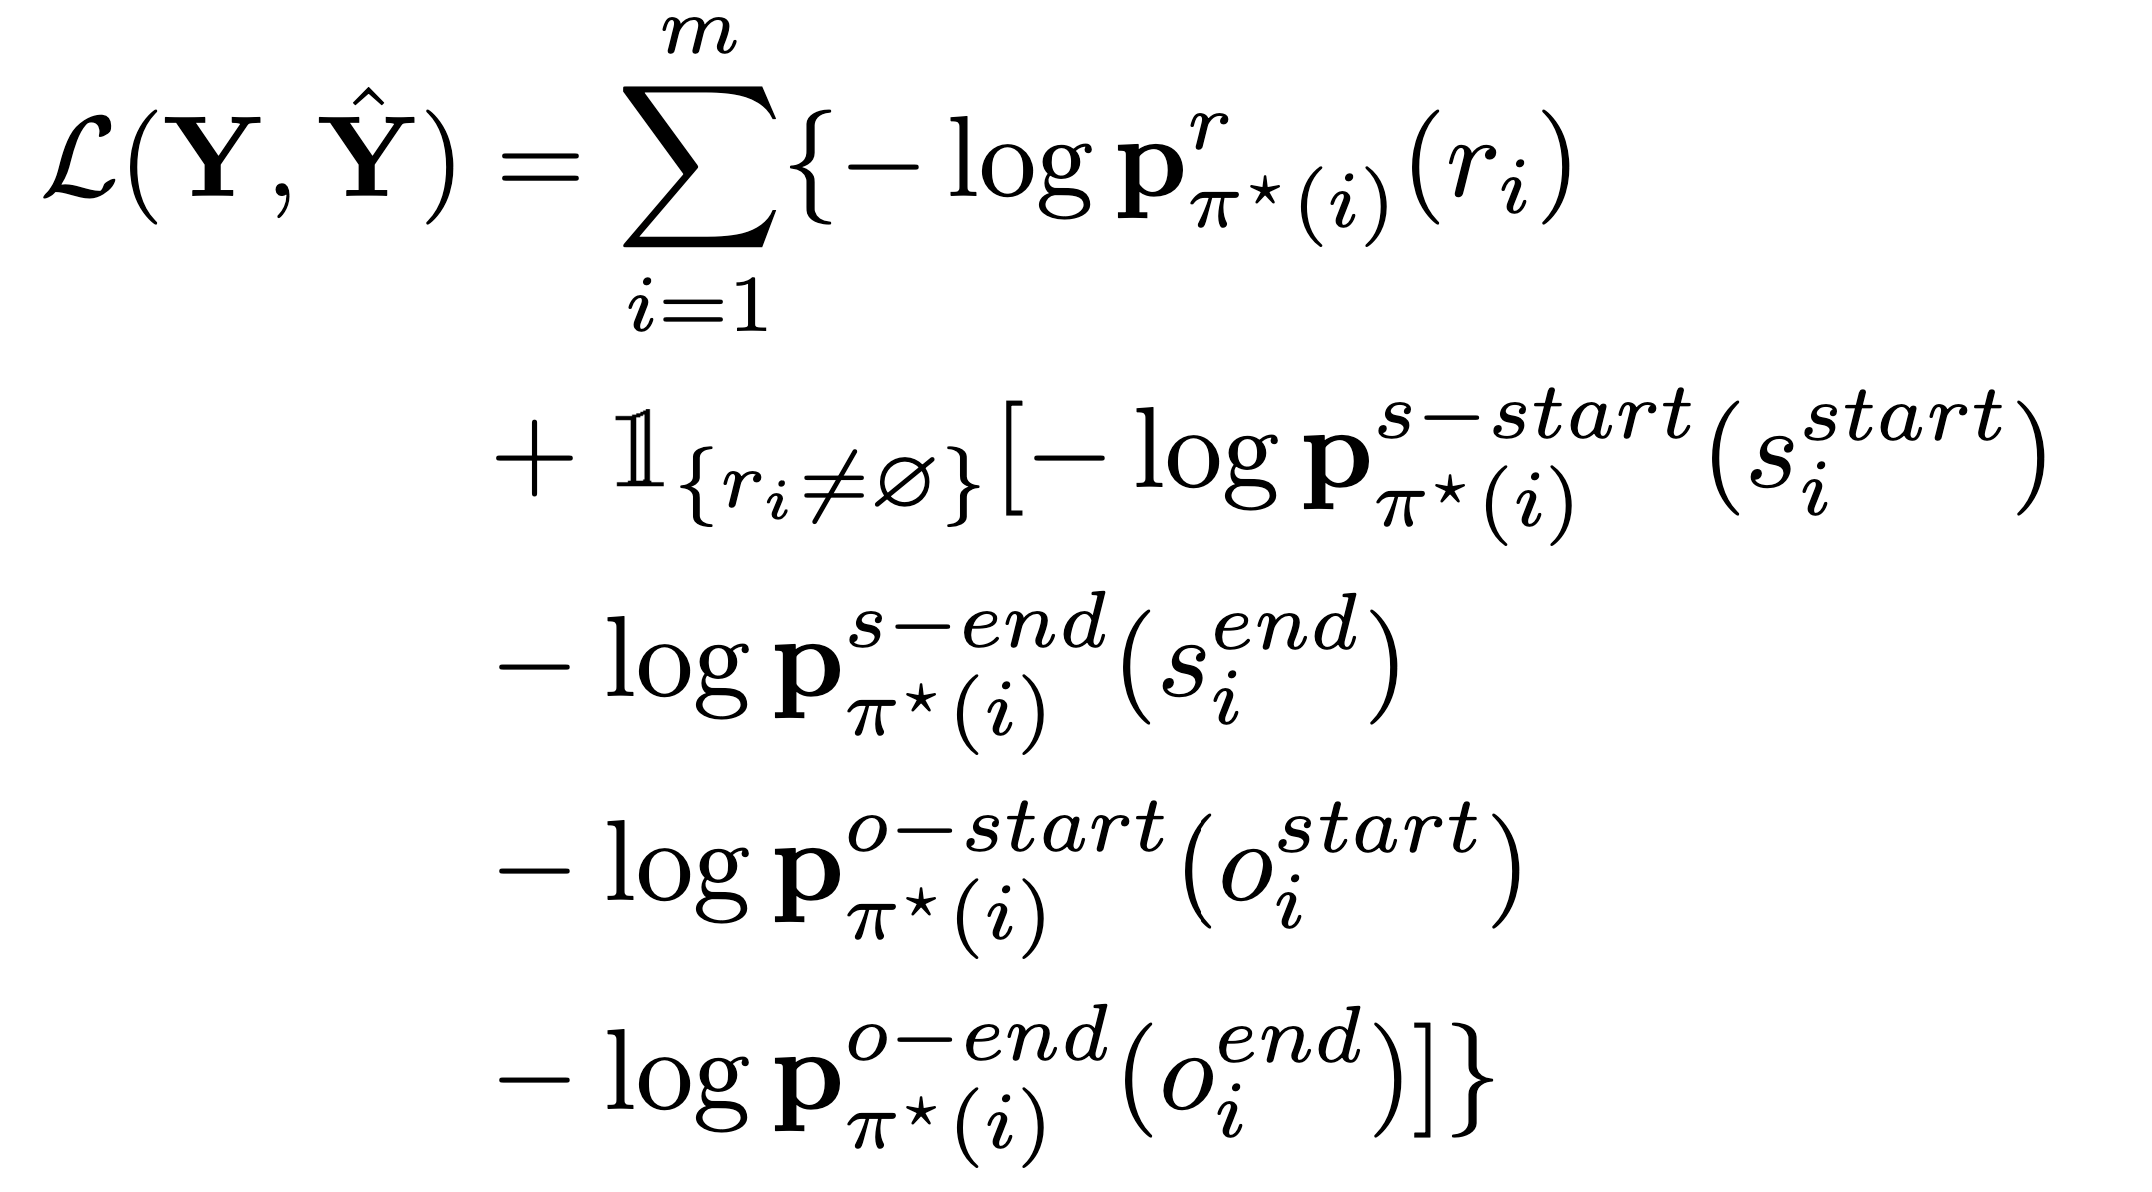 \mathcal{L}(\mathbf{Y}, \hat{\mathbf{Y}}) = \sum_{i=1}^{m} \{ -\log \mathbf{p}^{r}_{\pi^{\star}(i)}(r_i)
+ \mathbb{1}_{\{r_i \neq \varnothing\}} [ -\log \mathbf{p}^{s-start}_{\pi^{\star}(i)}(s_i^{start})
- \log \mathbf{p}^{s-end}_{\pi^{\star}(i)}(s_i^{end})
- \log \mathbf{p}^{o-start}_{\pi^{\star}(i)}(o_i^{start})
- \log \mathbf{p}^{o-end}_{\pi^{\star}(i)}(o_i^{end}) ] \}